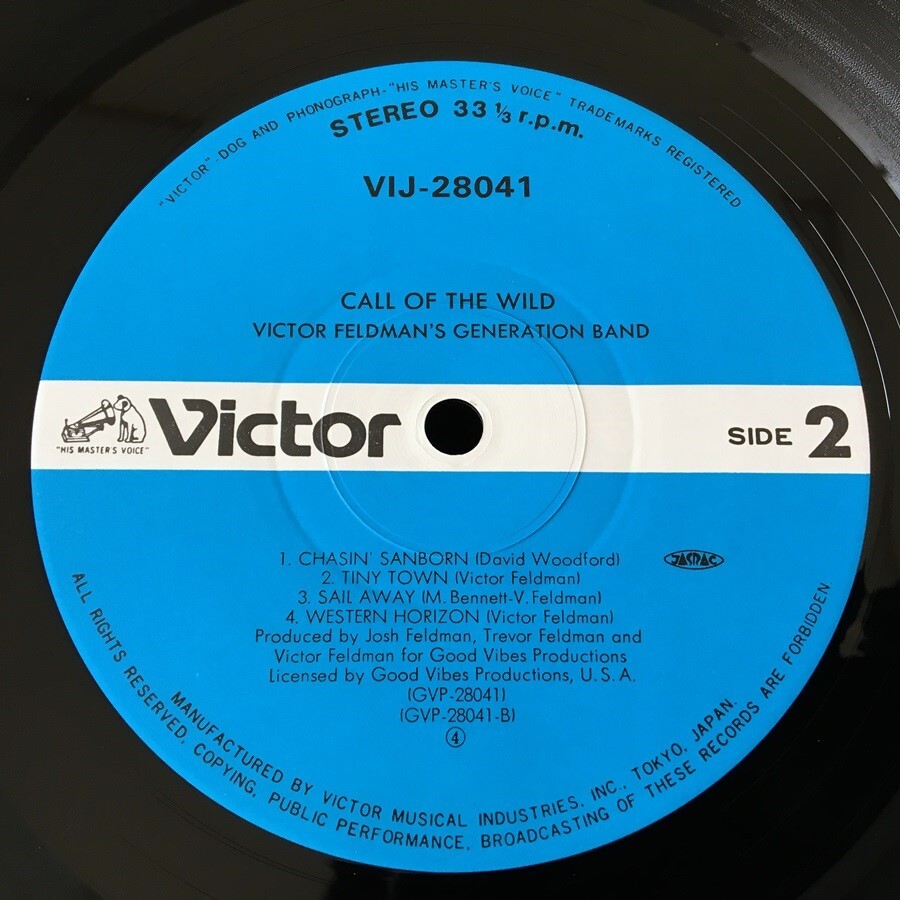 "VICTOR"-DOG AND PHONOGRAPH-"HIS MASTER'S VOICE" TRADEMARKS REGISTERED
STEREO 33 ⅓ r.p.m.
VIJ-28041
CALL OF THE WILD
VICTOR FELDMAN'S GENERATION BAND
"HIS MASTER'S VOICE"
Victor
SIDE 2
1. CHASIN' SANBORN (David Woodford)
JASRAC
2. TINY TOWN (Victor Feldman)
3. SAIL AWAY (M. Bennett-V. Feldman)
4. WESTERN HORIZON (Victor Feldman)
Produced by Josh Feldman, Trevor Feldman and
Victor Feldman for Good Vibes Productions
Licensed by Good Vibes Productions, U.S.A.
(GVP-28041)
(GVP-28041-B)
④
MANUFACTURED BY VICTOR MUSICAL INDUSTRIES, INC., TOKYO, JAPAN.
ALL RIGHTS RESERVED. COPYING, PUBLIC PERFORMANCE, BROADCASTING OF THESE RECORDS ARE FORBIDDEN